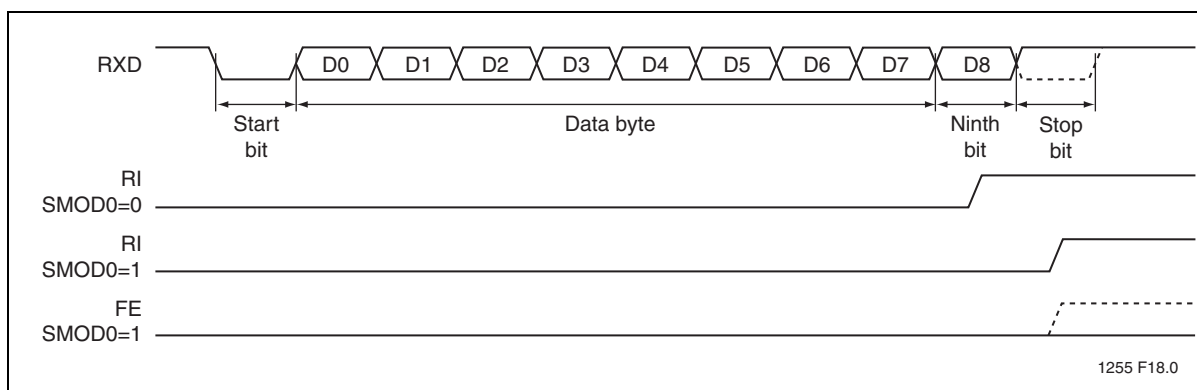 RXD
D0 D1 D2 D3 D4 D5 D6 D7 D8
Start
bit
Data byte
Ninth
bit
Stop
bit
RI
SMOD0=0
RI
SMOD0=1
FE
SMOD0=1
1255 F18.0